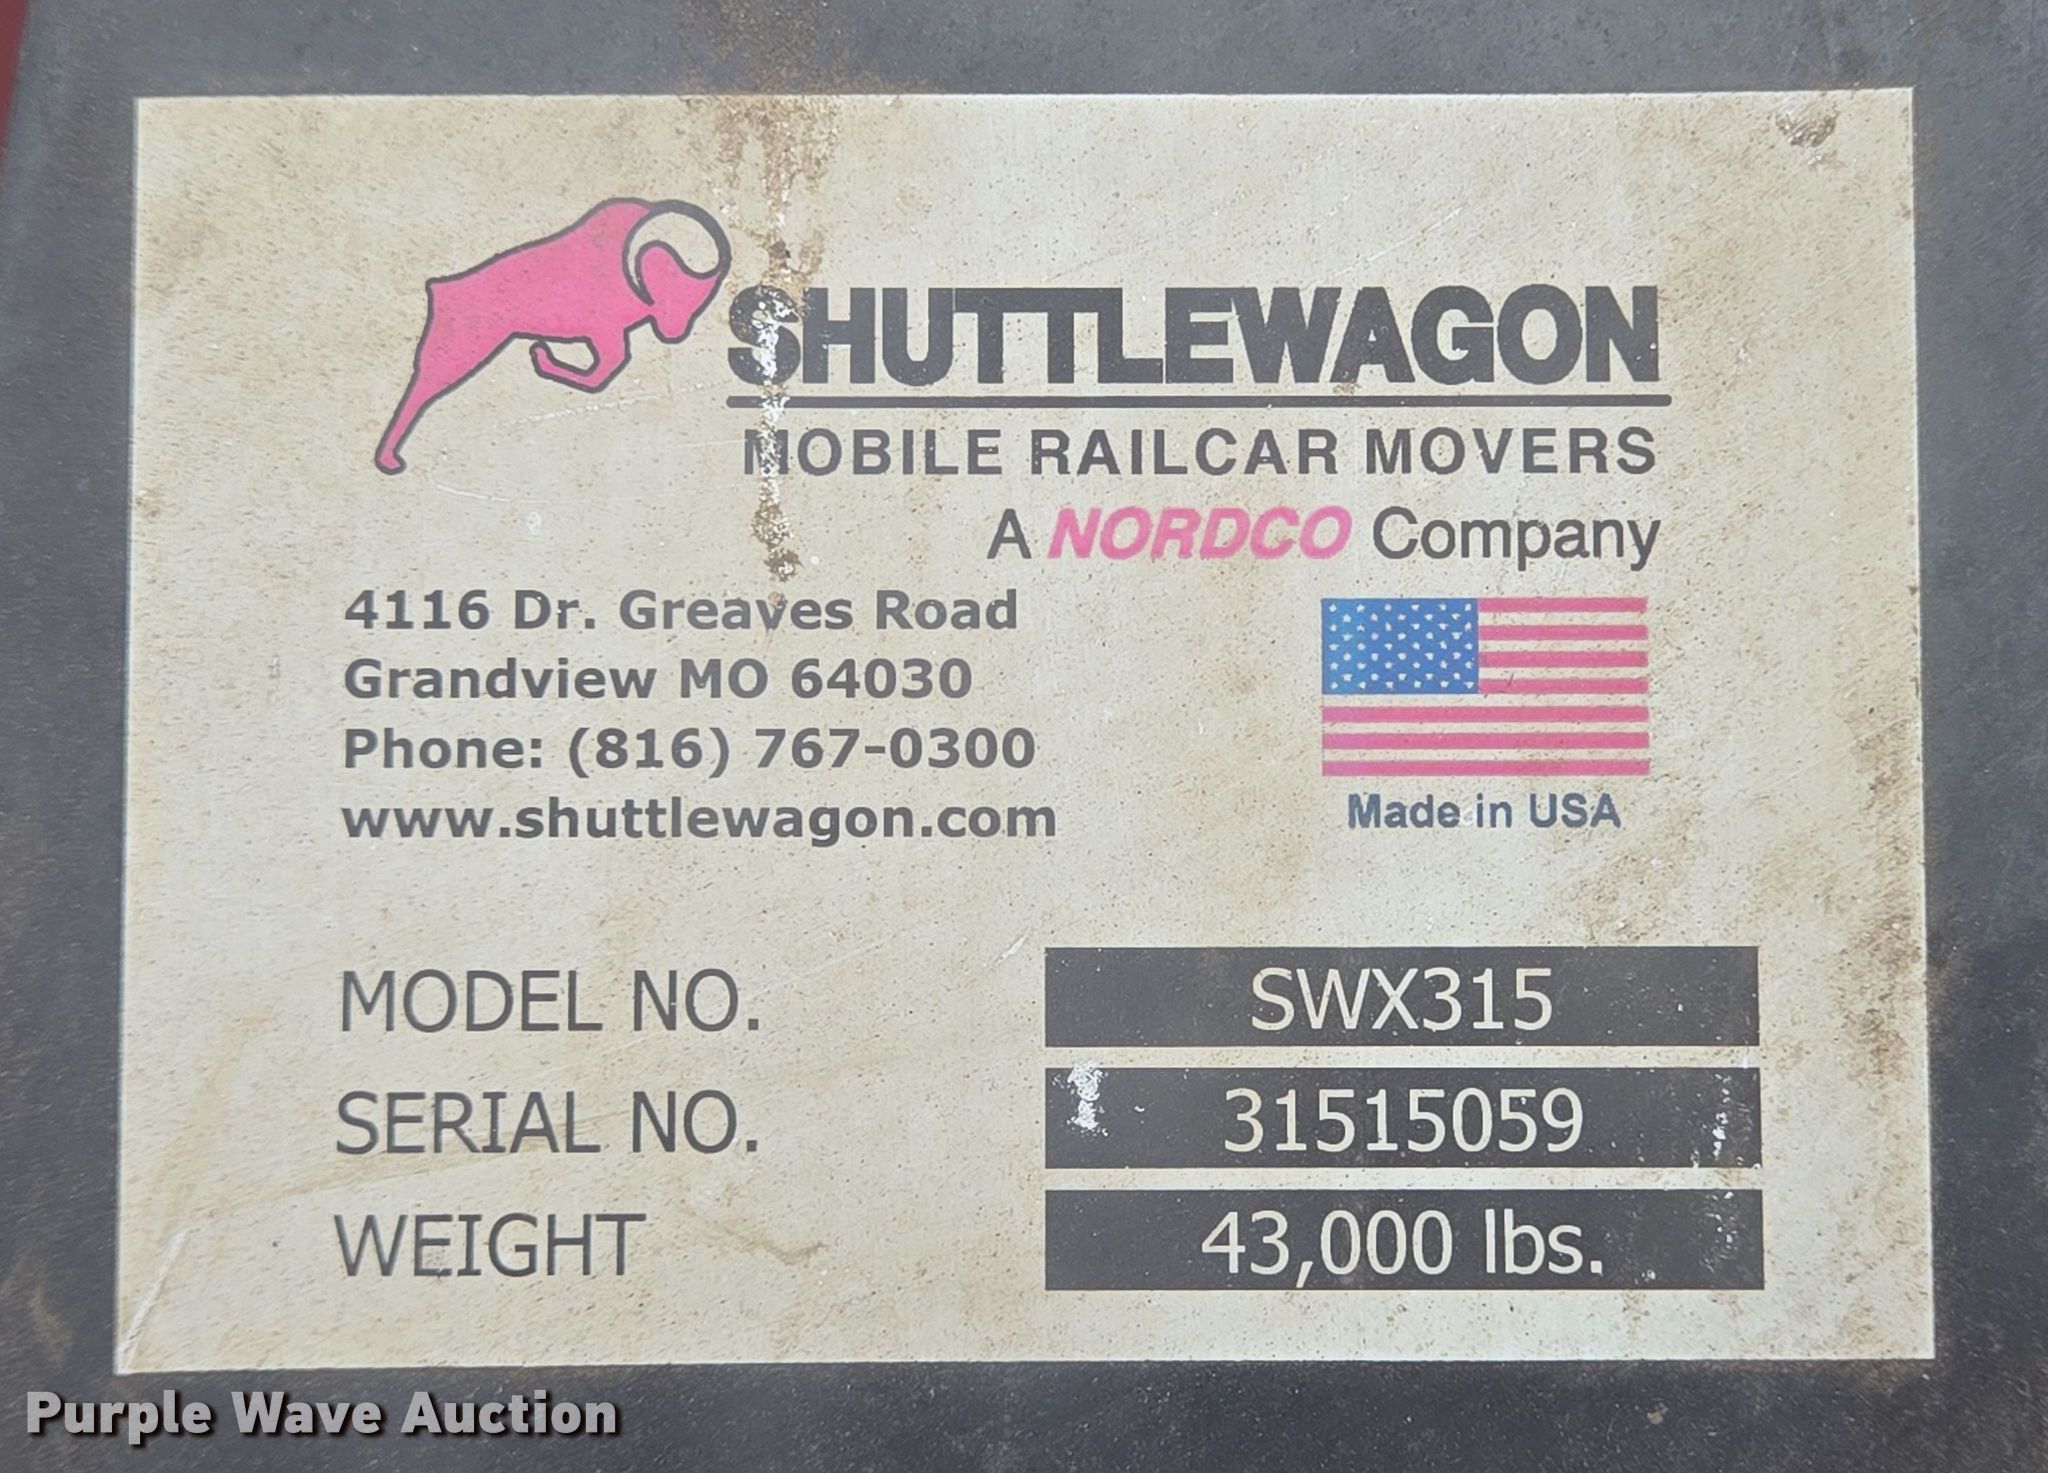 SHUTTLEWAGON
MOBILE RAILCAR MOVERS
A NORDCO Company
4116 Dr. Greaves Road
Grandview MO 64030
Phone: (816) 767-0300
www.shuttlewagon.com
Made in USA
MODEL NO. SWX315
SERIAL NO. 31515059
WEIGHT 43,000 lbs.
Purple Wave Auction